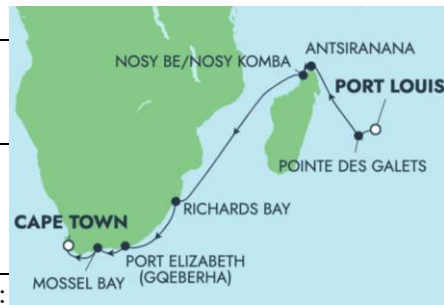 ANTSIRANANA
NOSY BE/NOSY KOMBA
PORT LOUIS
POINTE DES GALETS
RICHARDS BAY
CAPE TOWN
PORT ELIZABETH
(GQEBERHA)
MOSSEL BAY
: